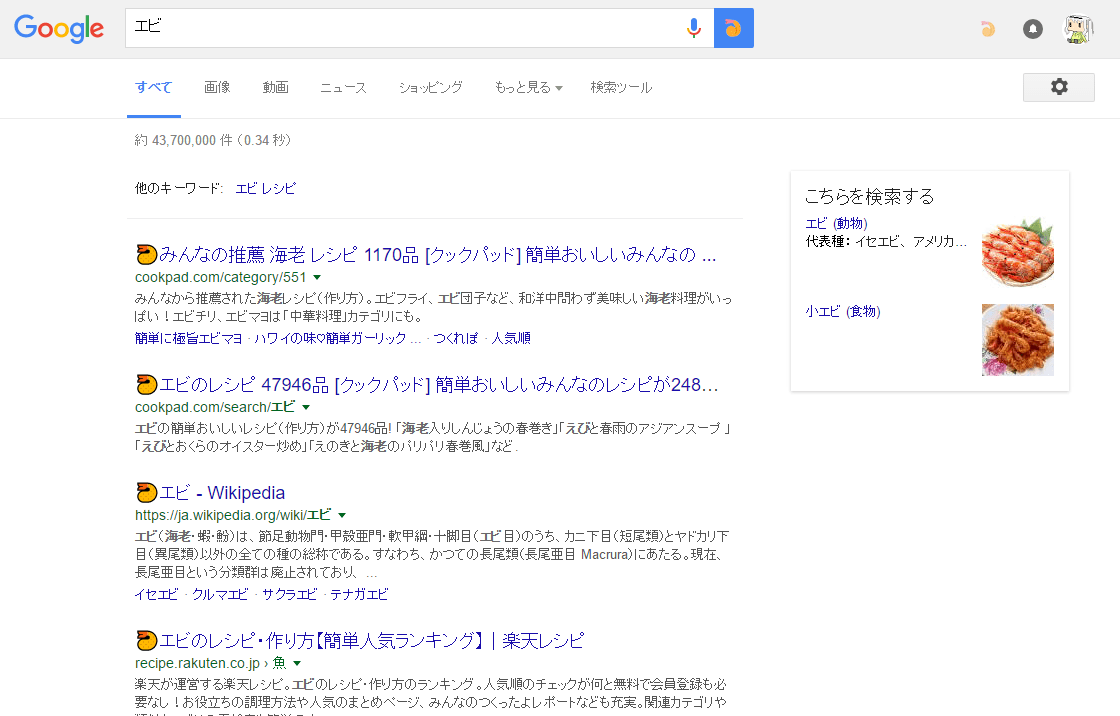 Google
エビ
すべて 画像 動画 ニュース ショッピング もっと見る 検索ツール
約 43,700,000 件 （0.34 秒）
他のキーワード: エビ レシピ
みんなの推薦 海老 レシピ 1170品 [クックパッド] 簡単おいしいみんなの ...
cookpad.com/category/551
みんなから推薦された海老レシピ（作り方）。エビフライ、エビ団子など、和洋中問わず美味しい海老料理がいっ
ぱい！エビチリ、エビマヨは「中華料理」カテゴリにも。
簡単に極旨エビマヨ · ハワイの味♡簡単ガーリック ... · つくれぽ · 人気順
エビのレシピ 47946品 [クックパッド] 簡単おいしいみんなのレシピが248...
cookpad.com/search/エビ
エビの簡単おいしいレシピ（作り方）が47946品! 「海老入りしんじょうの春巻き」「えびと春雨のアジアンスープ 」
「えびとおくらのオイスター炒め」「えのきと海老のパリパリ春巻風」など.
エビ - Wikipedia
https://ja.wikipedia.org/wiki/エビ
エビ（海老・蝦・魵）は、節足動物門・甲殻亜門・軟甲綱・十脚目（エビ目）のうち、カニ下目（短尾類）とヤドカリ下
目（異尾類）以外の全ての種の総称である。すなわち、かつての長尾類（長尾亜目 Macrura）にあたる。現在、
長尾亜目という分類群は廃止されており、 ...
イセエビ · クルマエビ · サクラエビ · テナガエビ
エビのレシピ・作り方【簡単人気ランキング】｜楽天レシピ
recipe.rakuten.co.jp › 魚
楽天が運営する楽天レシピ。エビのレシピ・作り方のランキング。人気順のチェックが何と無料で会員登録も必
要なし！お役立ちの調理方法や人気のまとめページ、みんなのつくったよレポートなども充実。関連カテゴリや
こちらを検索する
エビ (動物)
代表種: イセエビ、アメリカ...
小エビ (食物)